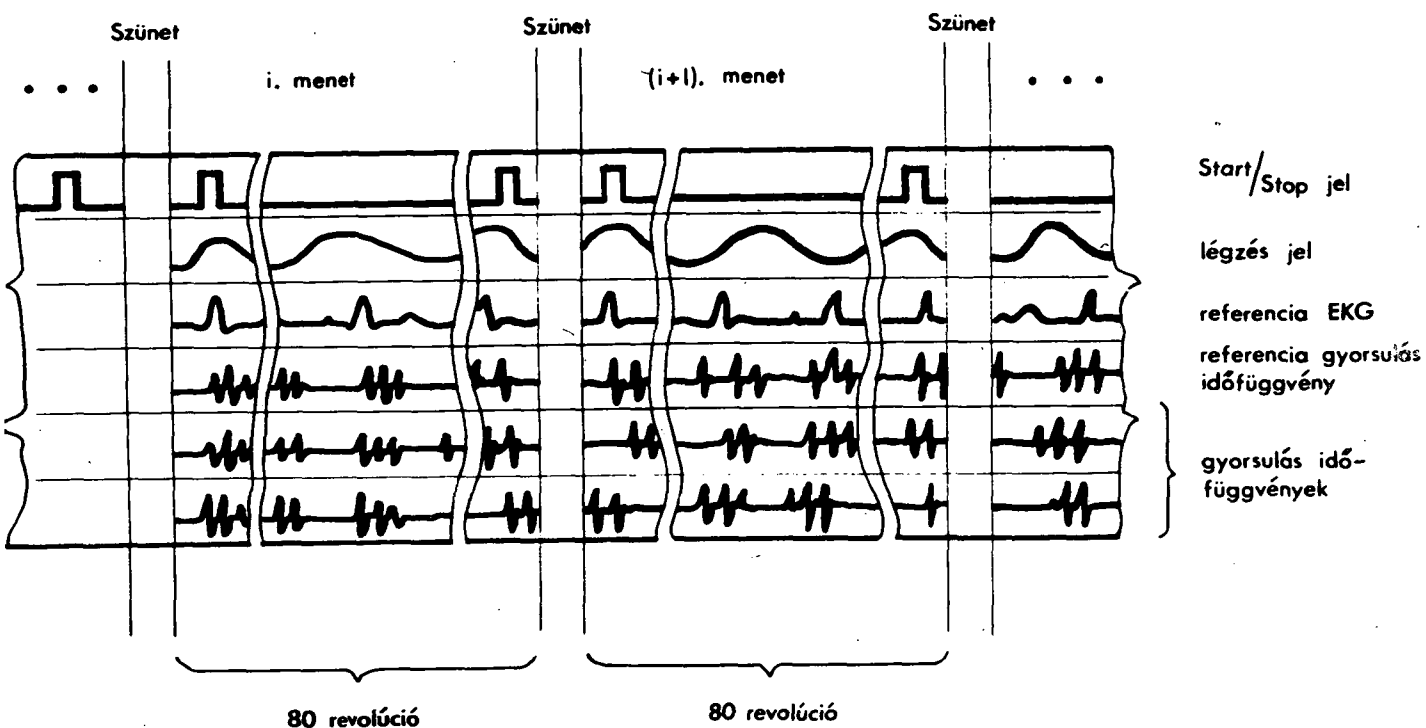 Szünet
Szünet
Szünet
. . .
i. menet
(i+1). menet
. . .
Start/Stop jel
légzés jel
referencia EKG
referencia gyorsulás
időfüggvény
gyorsulás idő-
függvények
80 revolúció
80 revolúció